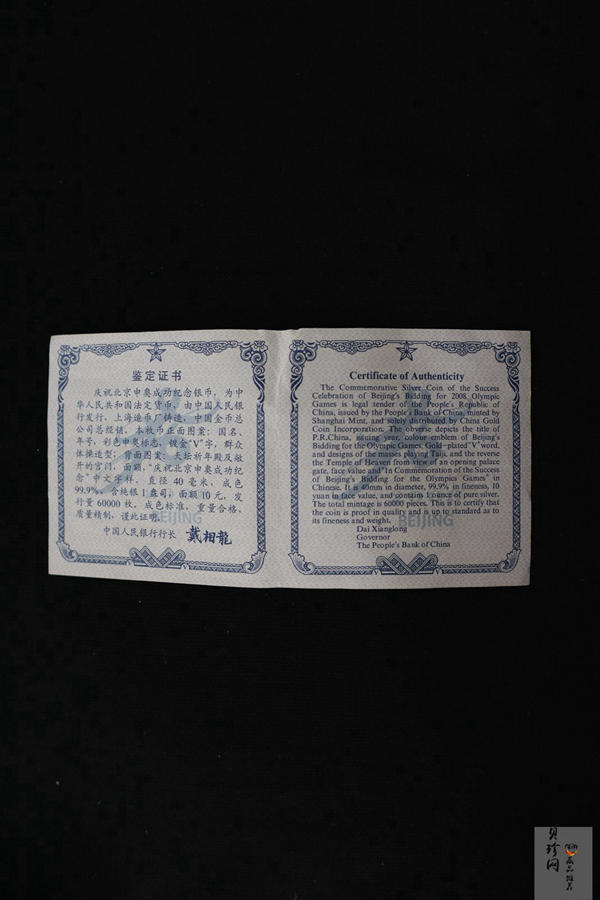 鉴定证书
庆祝北京申奥成功纪念银币，为中
华人民共和国法定货币，由中国人民银
行发行，上海造币厂铸造，中国金币总
公司总经销。本枚币正面图案：国名、
年号，彩色申奥标志，镀金“V”字，群众
体操造型；背面图案：天坛祈年殿及敞
开的宫门，面额，“庆祝北京申奥成功纪
念”中文字样，直径40毫米，成色
99.9%，含纯银1盎司，面额10元，发
行量60000枚，成色标准，重量合格，
质量精制，谨此证明。
中国人民银行行长 戴相龍
BEIJING
Certificate of Authenticity
The Commemorative Silver Coin of the Success
Celebration of Beijing's Bidding for 2008 Olympic
Games is legal tender of the People's Republic of
China, issued by the People's Bank of China, minted by
Shanghai Mint, and solely distributed by China Gold
Coin Incorporation. The obverse depicts the title of
P.R.China, issuing year, colour emblem of Beijing's
Bidding for the Olympic Games, Gold-plated "V" word,
and designs of the masses playing Taiji, and the reverse
the Temple of Heaven from view of an opening palace
gate, face value and "In Commemoration of the Success
of Beijing's Bidding for the Olympics Games" in
Chinese. It is 40mm in diameter, 99.9% in fineness, 10
yuan in face value, and contains 1 ounce of pure silver.
The total mintage is 60000 pieces. This is to certify that
the coin is proof in quality and is up to standard as to
its fineness and weight.
Dai Xianglong
Governor
The People's Bank of China
BEIJING
贝珍网
藏品推荐